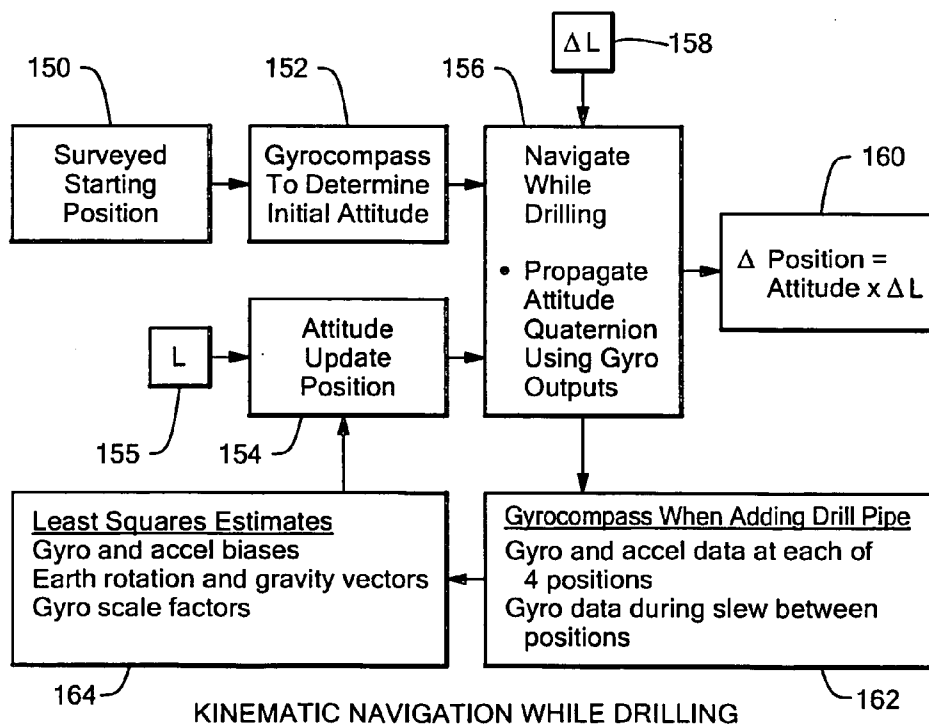 ΔL
158
150
152
156
Surveyed
Starting
Position
Gyrocompass
To Determine
Initial Attitude
Navigate
While
Drilling
• Propagate
Attitude
Quaternion
Using Gyro
Outputs
160
Δ Position =
Attitude x ΔL
L
155
Attitude
Update
Position
154
Least Squares Estimates
Gyro and accel biases
Earth rotation and gravity vectors
Gyro scale factors
164
Gyrocompass When Adding Drill Pipe
Gyro and accel data at each of
4 positions
Gyro data during slew between
positions
162
KINEMATIC NAVIGATION WHILE DRILLING